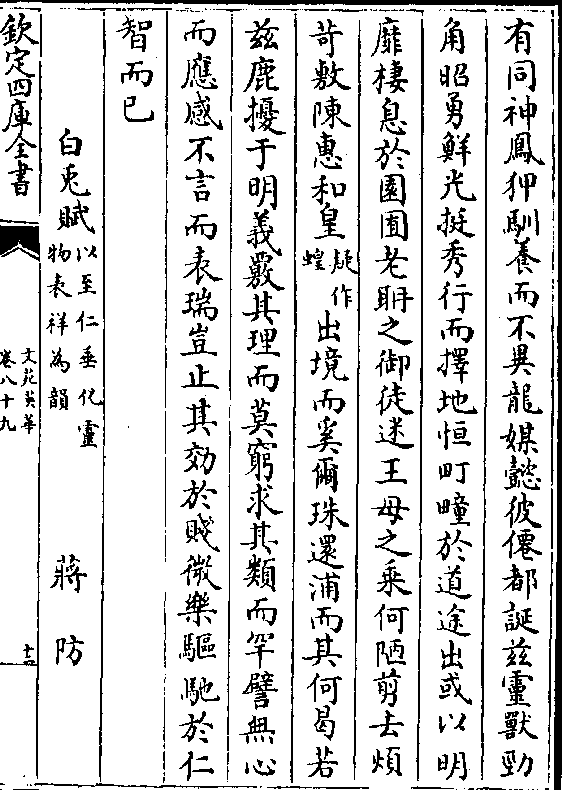 有同神鳳狎馴養而不異龍媒懿彼僊都誕茲靈獸勁
角昭勇鮮光挺秀行而擇地恒町疃於道途出或以明
靡棲息於園囿老耼之御徒迷王母之乘何陋剪去煩
苛敷陳惠和皇疑作蝗出境而奚爾珠還浦而其何曷若
茲鹿擾于明義覈其理而莫窮求其類而罕譬無心
而應感不言而表瑞豈止其効於賤微樂驅馳於仁
智而已
白兎賦以至仁垂化靈物表祥為韻 蔣防
欽定四庫全書
文苑英華
卷八十九
十四